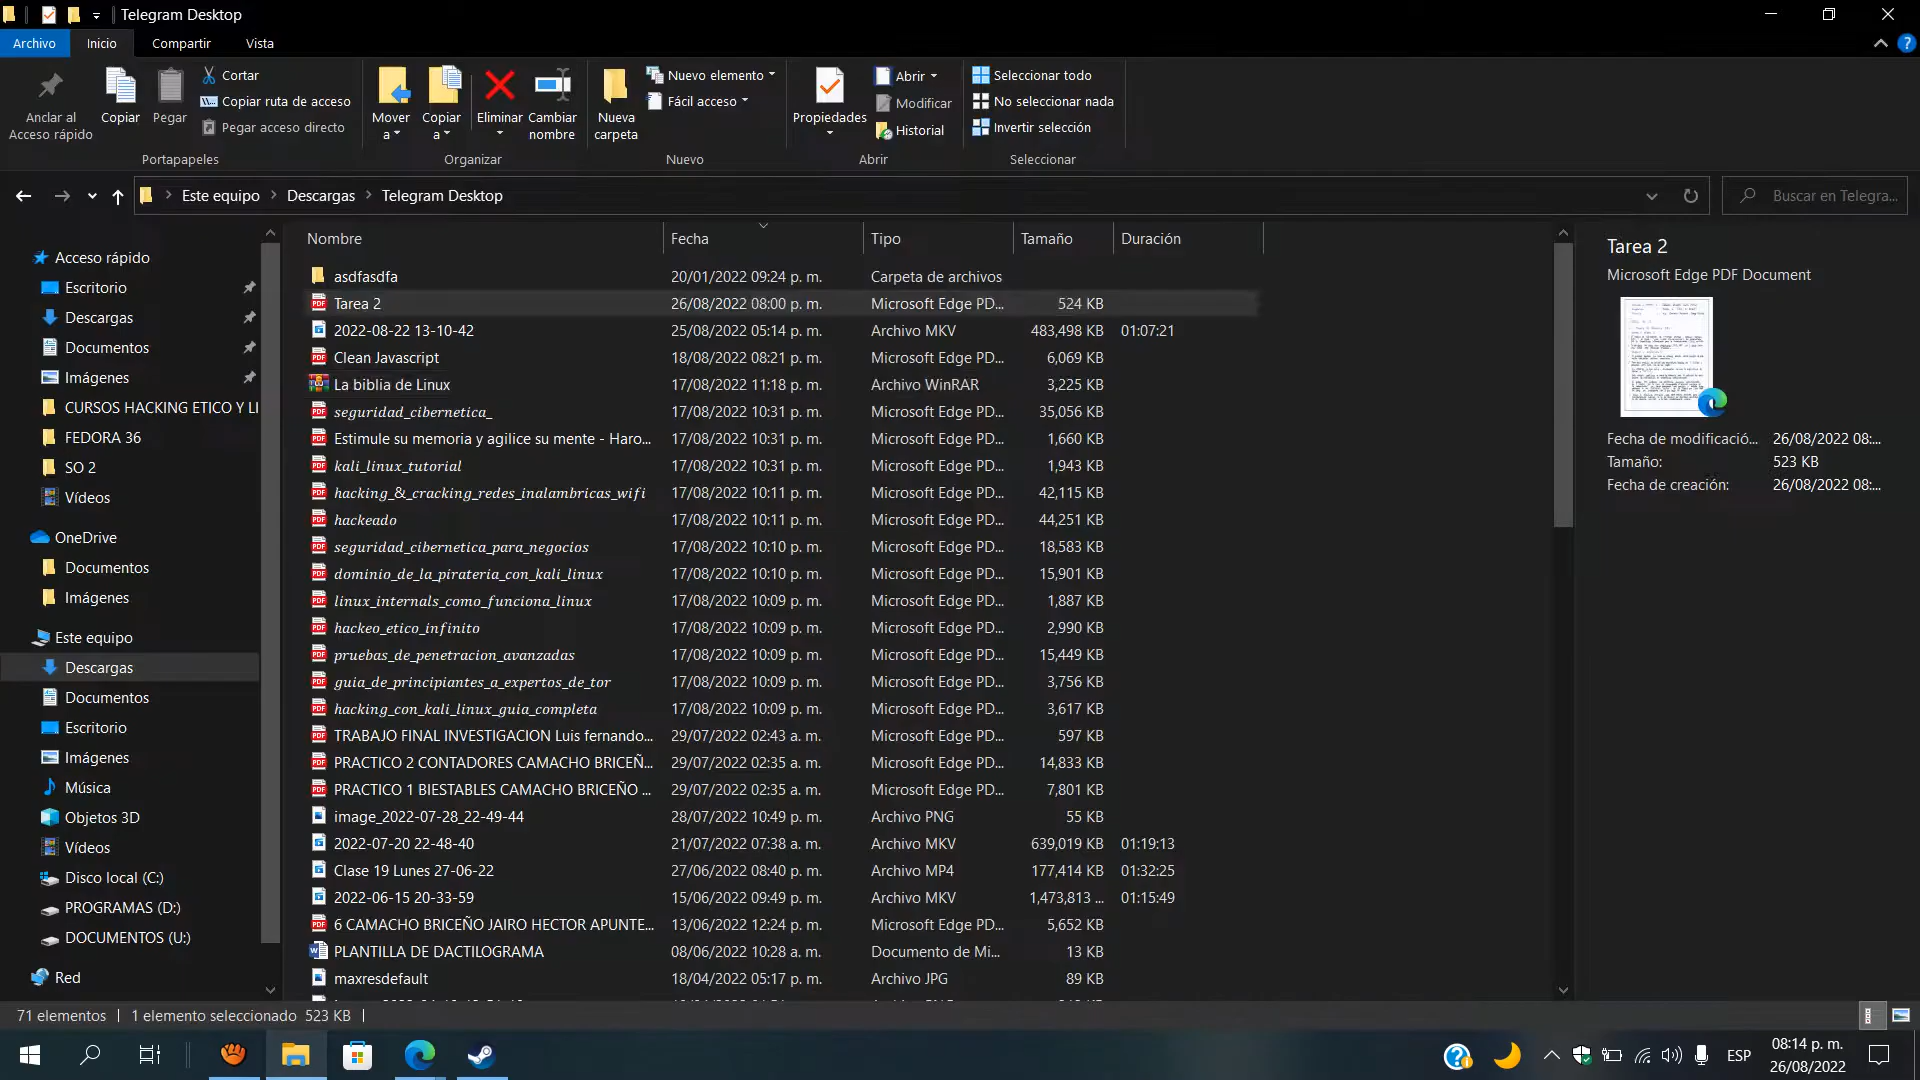 Telegram Desktop
Archivo
Inicio
Compartir
Vista
Anclar al
Acceso rápido
Copiar
Pegar
Cortar
Copiar ruta de acceso
Pegar acceso directo
Portapapeles
Mover
a
Copiar
a
Eliminar
Cambiar
nombre
Organizar
Nueva
carpeta
Nuevo elemento
Fácil acceso
Nuevo
Propiedades
Abrir
Modificar
Historial
Abrir
Seleccionar todo
No seleccionar nada
Invertir selección
Seleccionar
Este equipo
Descargas
Telegram Desktop
Buscar en Telegra...
Acceso rápido
Escritorio
Descargas
Documentos
Imágenes
CURSOS HACKING ETICO Y LI
FEDORA 36
SO 2
Vídeos
OneDrive
Documentos
Imágenes
Este equipo
Descargas
Documentos
Escritorio
Imágenes
Música
Objetos 3D
Vídeos
Disco local (C:)
PROGRAMAS (D:)
DOCUMENTOS (U:)
Red
Nombre Fecha Tipo Tamaño Duración
asdfasdfa 20/01/2022 09:24 p. m. Carpeta de archivos
Tarea 2 26/08/2022 08:00 p. m. Microsoft Edge PD... 524 KB
2022-08-22 13-10-42 25/08/2022 05:14 p. m. Archivo MKV 483,498 KB 01:07:21
Clean Javascript 18/08/2022 08:21 p. m. Microsoft Edge PD... 6,069 KB
La biblia de Linux 17/08/2022 11:18 p. m. Archivo WinRAR 3,225 KB
seguridad_cibernetica_ 17/08/2022 10:31 p. m. Microsoft Edge PD... 35,056 KB
Estimule su memoria y agilice su mente - Haro... 17/08/2022 10:31 p. m. Microsoft Edge PD... 1,660 KB
kali_linux_tutorial 17/08/2022 10:31 p. m. Microsoft Edge PD... 1,943 KB
hacking_&_cracking_redes_inalambricas_wifi 17/08/2022 10:11 p. m. Microsoft Edge PD... 42,115 KB
hackeado 17/08/2022 10:11 p. m. Microsoft Edge PD... 44,251 KB
seguridad_cibernetica_para_negocios 17/08/2022 10:10 p. m. Microsoft Edge PD... 18,583 KB
dominio_de_la_pirateria_con_kali_linux 17/08/2022 10:10 p. m. Microsoft Edge PD... 15,901 KB
linux_internals_como_funciona_linux 17/08/2022 10:09 p. m. Microsoft Edge PD... 1,887 KB
hackeo_etico_infinito 17/08/2022 10:09 p. m. Microsoft Edge PD... 2,990 KB
pruebas_de_penetracion_avanzadas 17/08/2022 10:09 p. m. Microsoft Edge PD... 15,449 KB
guia_de_principiantes_a_expertos_de_tor 17/08/2022 10:09 p. m. Microsoft Edge PD... 3,756 KB
hacking_con_kali_linux_guia_completa 17/08/2022 10:09 p. m. Microsoft Edge PD... 3,617 KB
TRABAJO FINAL INVESTIGACION Luis fernando... 29/07/2022 02:43 a. m. Microsoft Edge PD... 597 KB
PRACTICO 2 CONTADORES CAMACHO BRICEÑ... 29/07/2022 02:35 a. m. Microsoft Edge PD... 14,833 KB
PRACTICO 1 BIESTABLES CAMACHO BRICEÑO ... 29/07/2022 02:35 a. m. Microsoft Edge PD... 7,801 KB
image_2022-07-28_22-49-44 28/07/2022 10:49 p. m. Archivo PNG 55 KB
2022-07-20 22-48-40 21/07/2022 07:38 a. m. Archivo MKV 639,019 KB 01:19:13
Clase 19 Lunes 27-06-22 27/06/2022 08:40 p. m. Archivo MP4 177,414 KB 01:32:25
2022-06-15 20-33-59 15/06/2022 09:49 p. m. Archivo MKV 1,473,813 ... 01:15:49
6 CAMACHO BRICEÑO JAIRO HECTOR APUNTE... 13/06/2022 12:24 p. m. Microsoft Edge PD... 5,652 KB
PLANTILLA DE DACTILOGRAMA 08/06/2022 10:28 a. m. Documento de Mi... 13 KB
maxresdefault 18/04/2022 05:17 p. m. Archivo JPG 89 KB
Tarea 2
Microsoft Edge PDF Document
Fecha de modificació... 26/08/2022 08:...
Tamaño: 523 KB
Fecha de creación: 26/08/2022 08:...
71 elementos
1 elemento seleccionado 523 KB
ESP
08:14 p. m.
26/08/2022